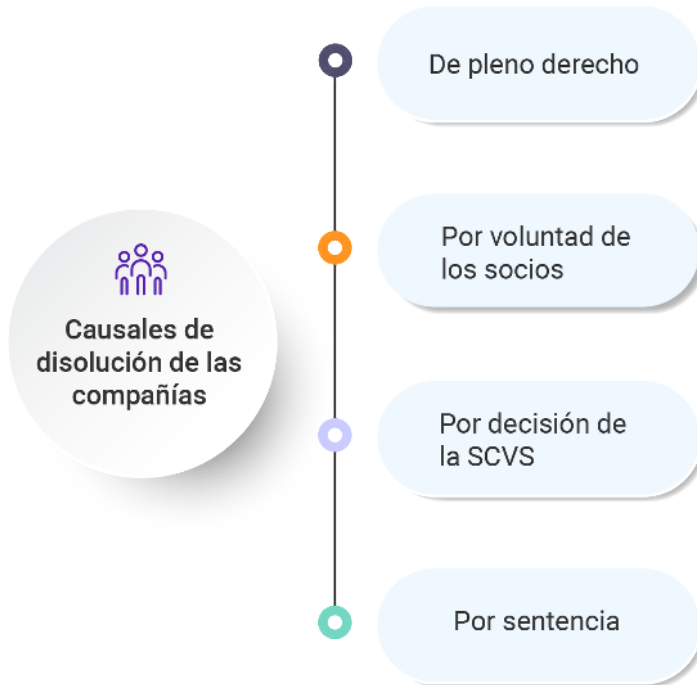 Causales de
disolución de las
compañías
De pleno derecho
Por voluntad de
los socios
Por decisión de
la SCVS
Por sentencia